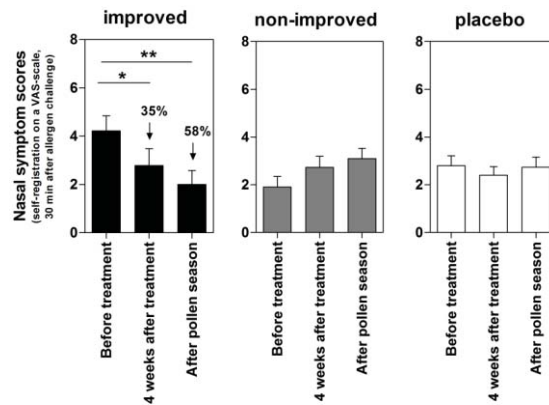 improved
non-improved
placebo
Nasal symptom scores
(self-registration on a VAS-scale,
30 min after allergen challenge)
8
6
4
2
0
**
*
35%
58%
Before treatment
4 weeks after treatment
After pollen season
8
6
4
2
0
Before treatment
4 weeks after treatment
After pollen season
8
6
4
2
0
Before treatment
4 weeks after treatment
After pollen season